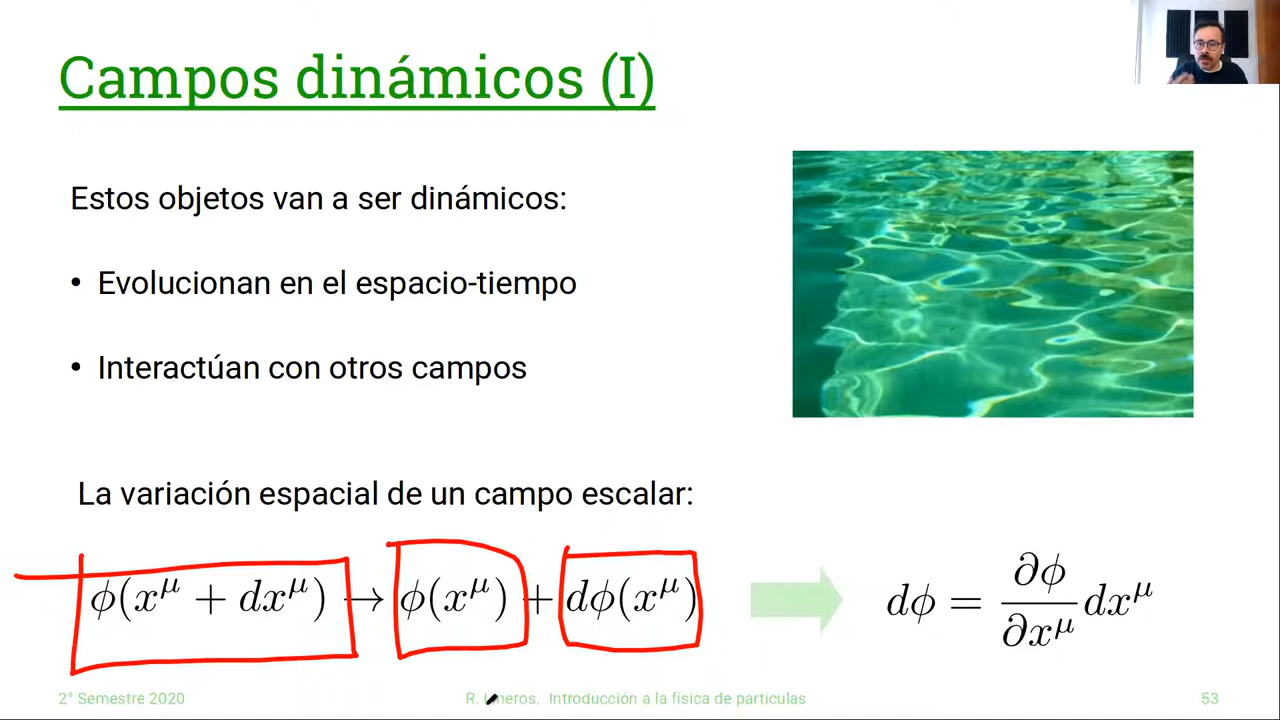 Campos dinámicos (I)
Estos objetos van a ser dinámicos:
• Evolucionan en el espacio-tiempo
• Interactúan con otros campos
La variación espacial de un campo escalar:
ϕ(x^μ + dx^μ) → ϕ(x^μ) + dϕ(x^μ)
dϕ = ∂ϕ/∂x^μ dx^μ
2° Semestre 2020
R. Lineros. Introducción a la física de particulas
53